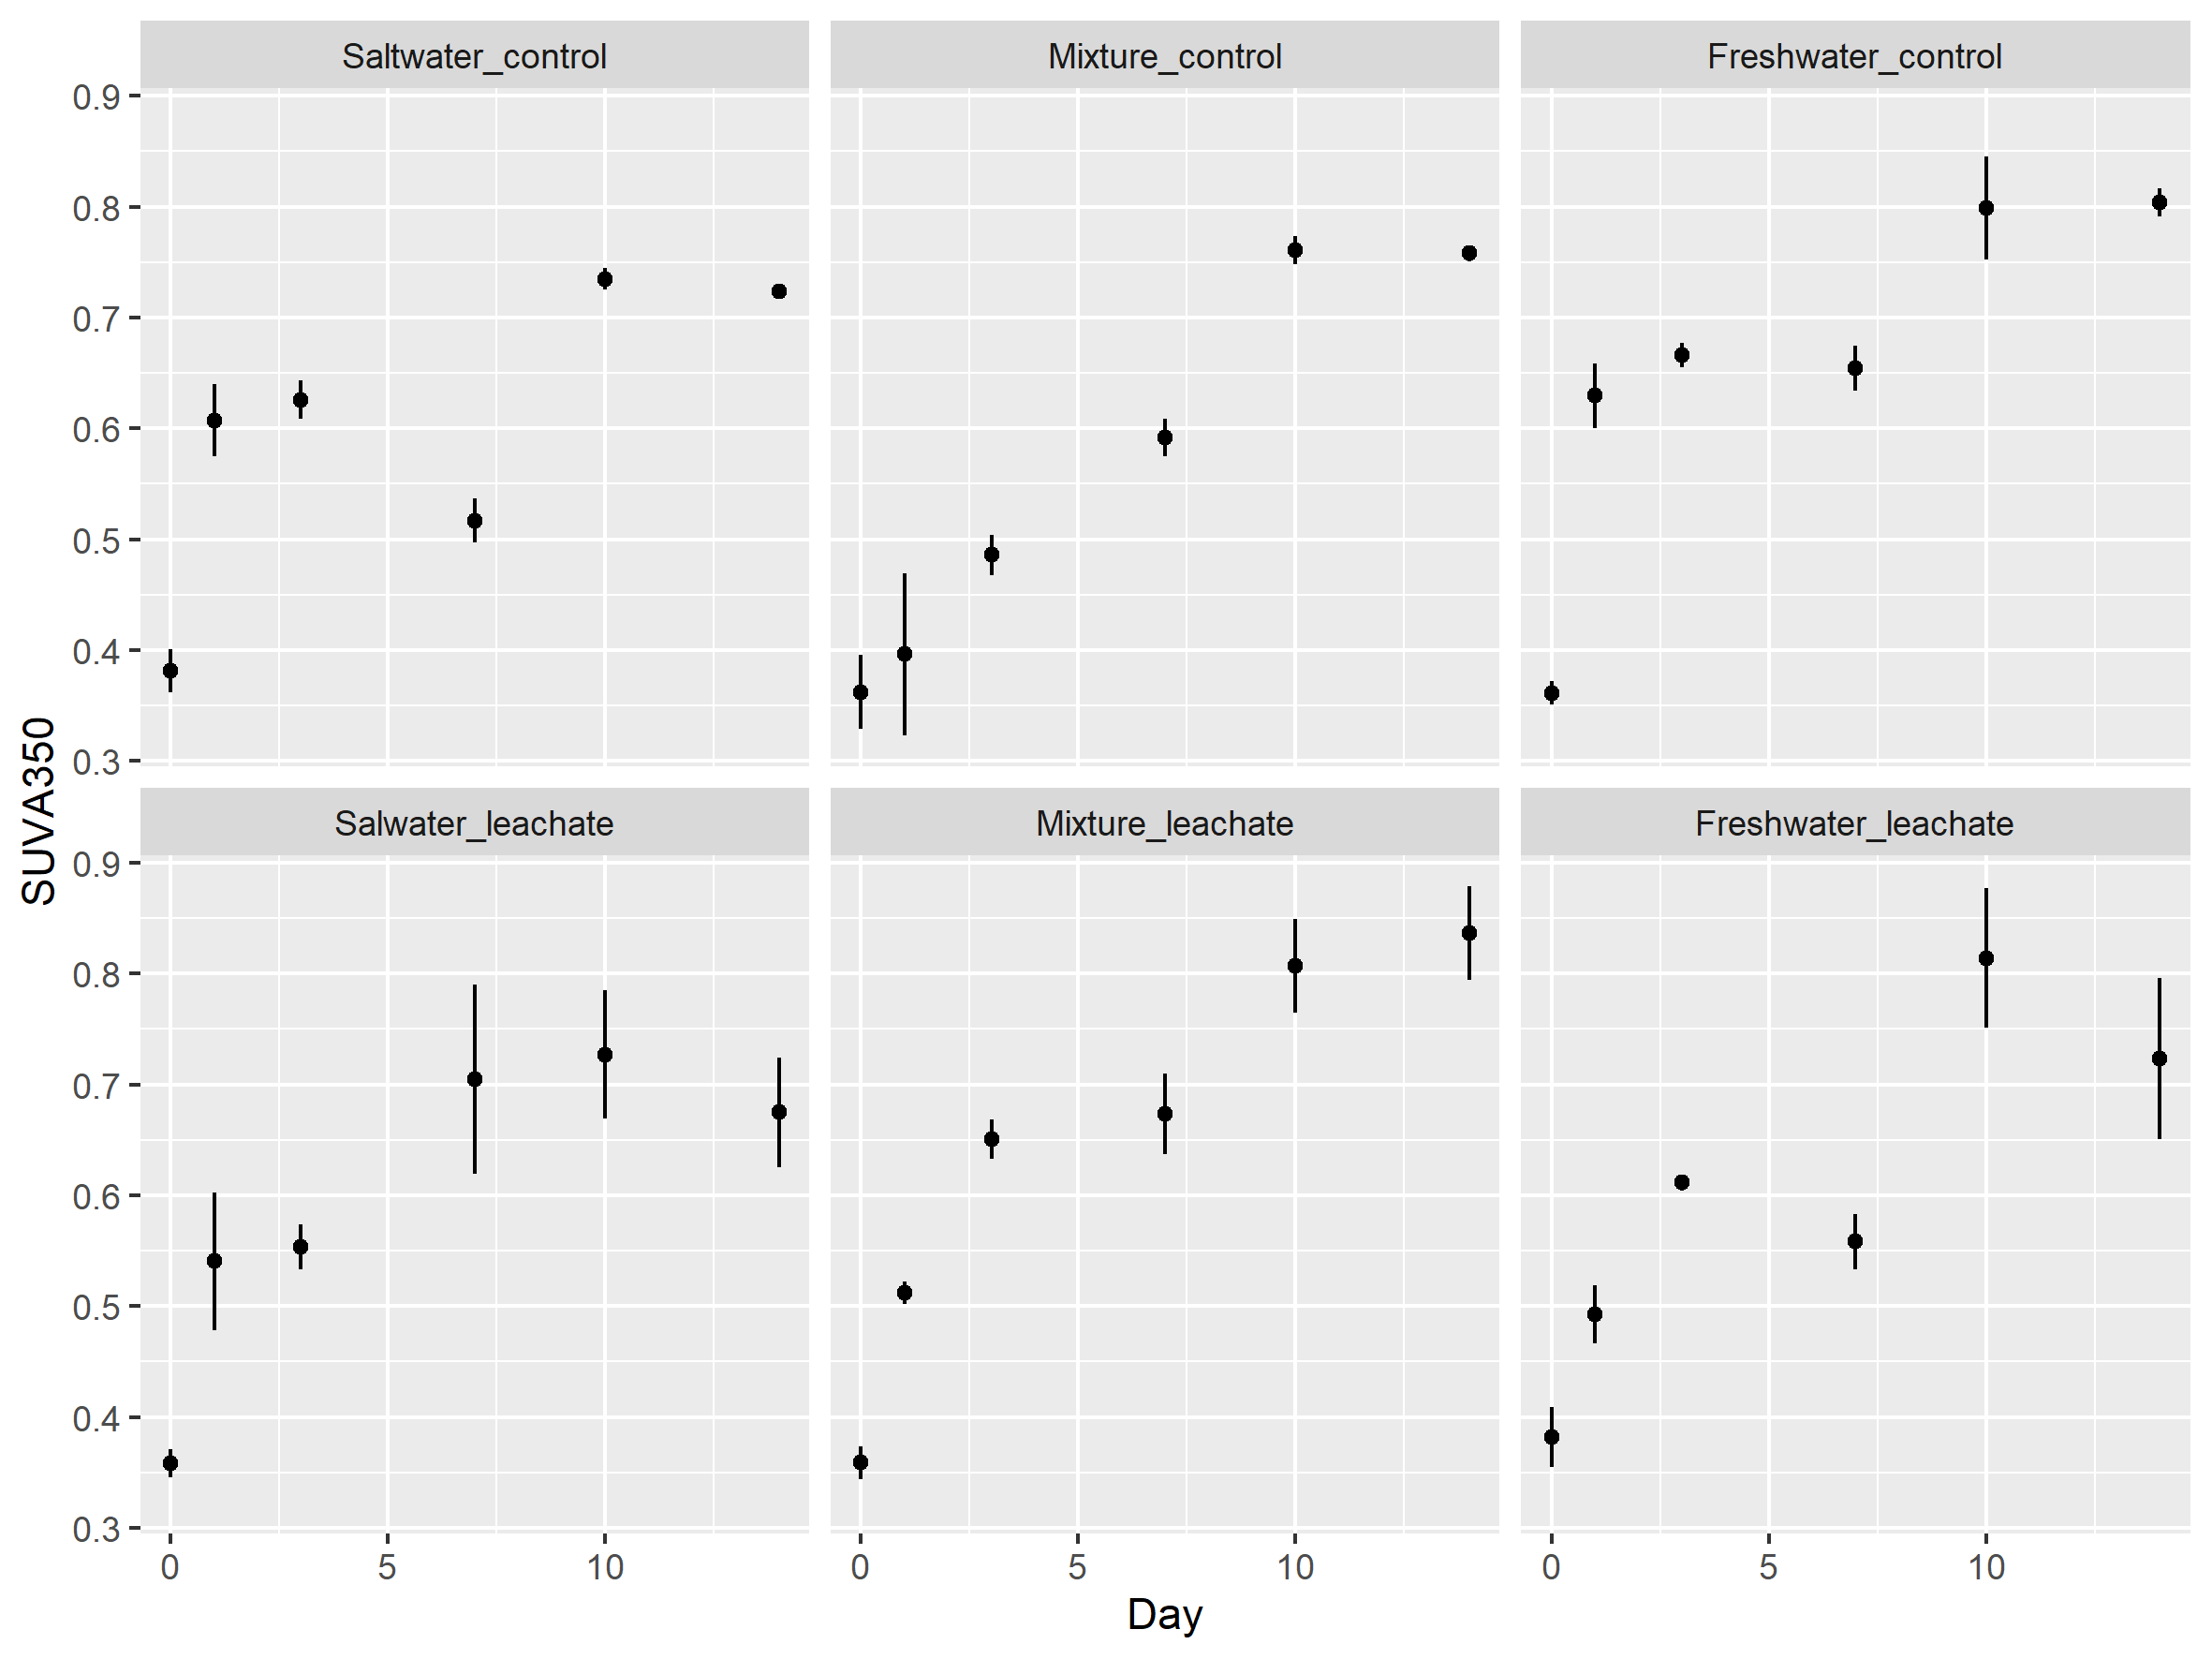 Saltwater_control Mixture_control Freshwater_control
0.9
0.8
0.7
0.6
0.5
0.4
0.3
SUVA350
Salwater_leachate Mixture_leachate Freshwater_leachate
0.9
0.8
0.7
0.6
0.5
0.4
0.3
0 5 10 0 5 10 0 5 10
Day